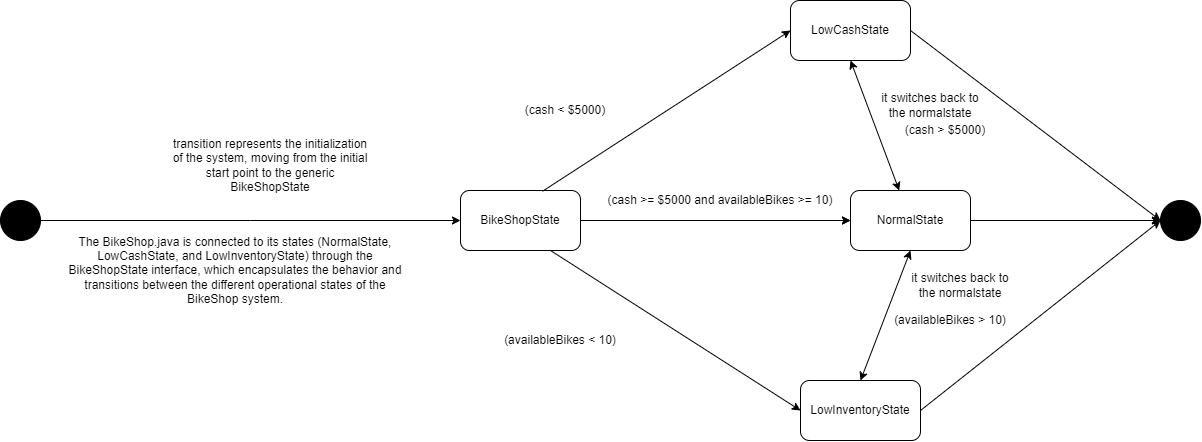 LowCashState
(cash < $5000)
it switches back to
the normalstate
(cash > $5000)
transition represents the initialization
of the system, moving from the initial
start point to the generic
BikeShopState
BikeShopState
(cash >= $5000 and availableBikes >= 10)
NormalState
The BikeShop.java is connected to its states (NormalState,
LowCashState, and LowInventoryState) through the
BikeShopState interface, which encapsulates the behavior and
transitions between the different operational states of the
BikeShop system.
it switches back to
the normalstate
(availableBikes > 10)
(availableBikes < 10)
LowInventoryState